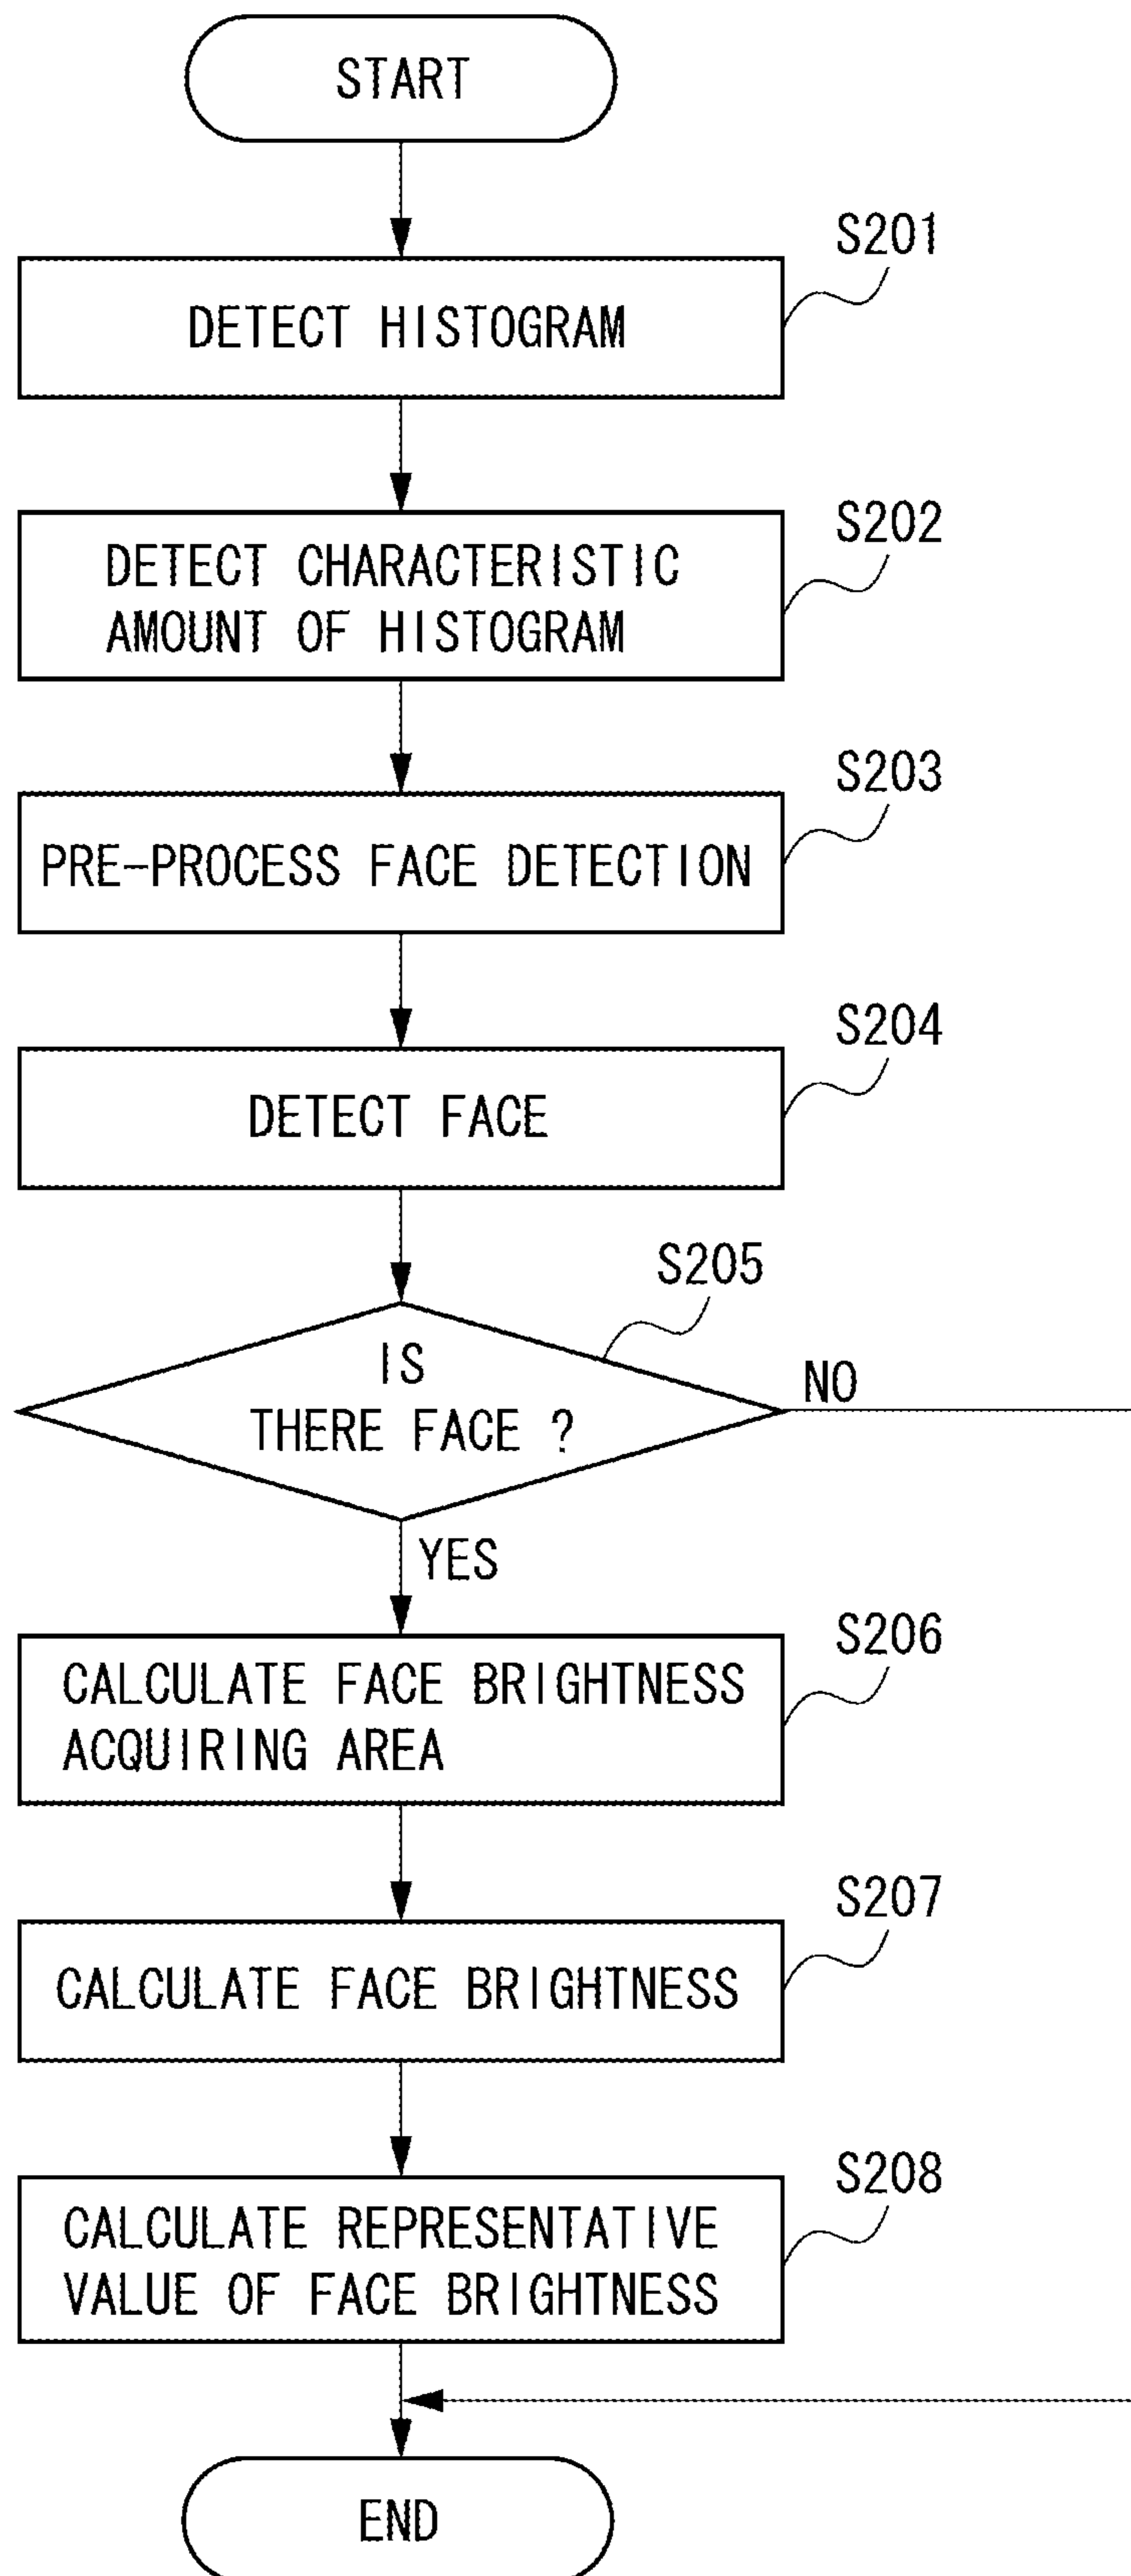 START
S201
DETECT HISTOGRAM
S202
DETECT CHARACTERISTIC
AMOUNT OF HISTOGRAM
S203
PRE-PROCESS FACE DETECTION
S204
DETECT FACE
S205
IS
THERE FACE ?
NO
YES
S206
CALCULATE FACE BRIGHTNESS
ACQUIRING AREA
S207
CALCULATE FACE BRIGHTNESS
S208
CALCULATE REPRESENTATIVE
VALUE OF FACE BRIGHTNESS
END